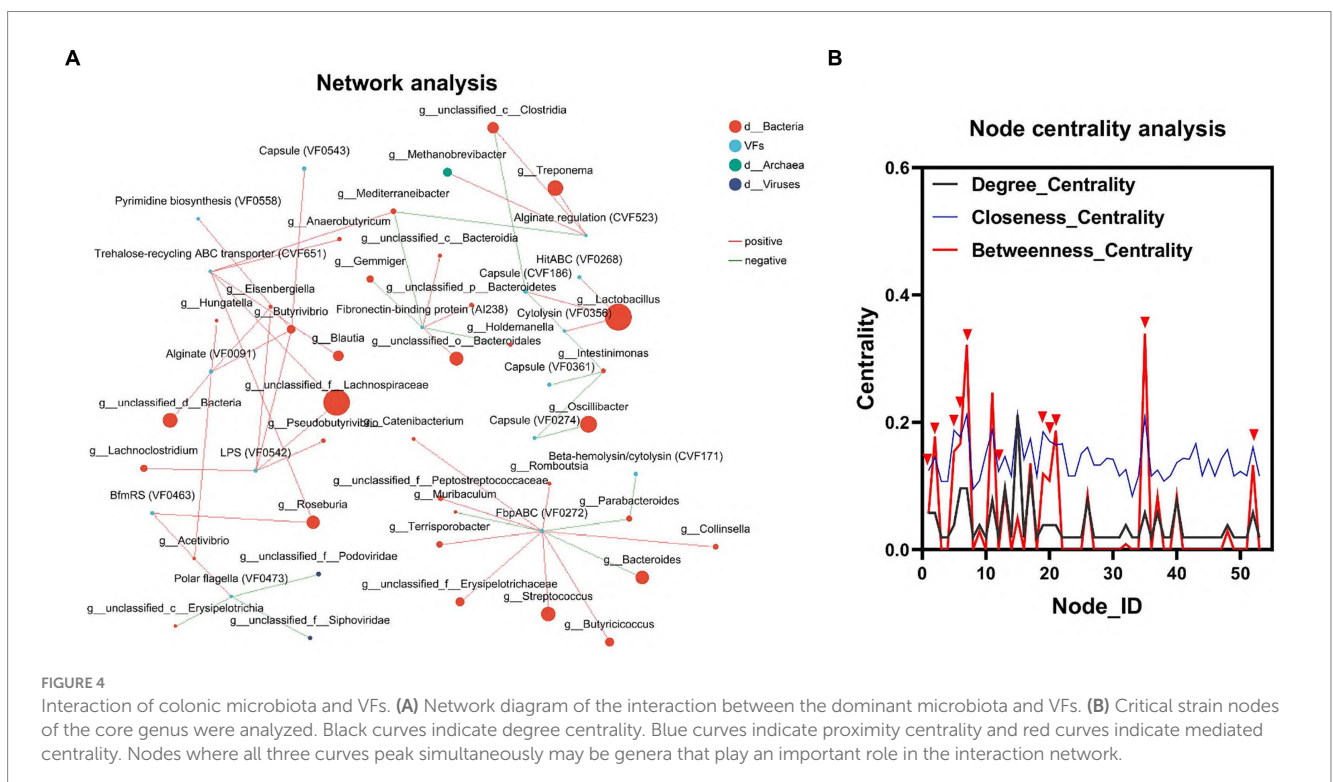 A
B
Network analysis
g__unclassified_c__Clostridia
Capsule (VF0543)
g__Methanobrevibacter
g__Treponema
Pyrimidine biosynthesis (VF0558)
g__Mediterraneibacter
g__Anaerobutyricum
Alginate regulation (CVF523)
g__unclassified_c__Bacteroidia
Trehalose-recycling ABC transporter (CVF651)
g__Gemmiger
HitABC (VF0268)
Capsule (CVF186)
g__Eisenbergiella
g__unclassified_p__Bacteroidetes
g__Hungatella
g__Lactobacillus
g__Butyrivibrio
Fibronectin-binding protein (AI238)
Cytolysin (VF0356)
g__Holdemanella
g__Blautia
g__unclassified_o__Bacteroidales
Alginate (VF0091)
g__Intestinimonas
Capsule (VF0361)
g__unclassified_f__Lachnospiraceae
g__unclassified_d__Bacteria
g__Oscillibacter
g__Pseudobutyrivibrio
g__Catenibacterium
Capsule (VF0274)
g__Lachnoclostridium
LPS (VF0542)
Beta-hemolysin/cytolysin (CVF171)
g__Romboutsia
g__unclassified_f__Peptostreptococcaceae
BfmRS (VF0463)
g__Muribaculum
g__Parabacteroides
g__Roseburia
FbpABC (VF0272)
g__Terrisporobacter
g__Collinsella
g__Acetivibrio
g__unclassified_f__Podoviridae
g__Bacteroides
Polar flagella (VF0473)
g__unclassified_f__Erysipelotrichaceae
g__Streptococcus
g__unclassified_c__Erysipelotrichia
g__unclassified_f__Siphoviridae
g__Butyricicoccus
d__Bacteria
VFs
d__Archaea
d__Viruses
positive
negative
Node centrality analysis
Degree_Centrality
Closeness_Centrality
Betweenness_Centrality
Centrality
0.6
0.4
0.2
0.0
0 10 20 30 40 50
Node_ID
FIGURE 4
Interaction of colonic microbiota and VFs. (A) Network diagram of the interaction between the dominant microbiota and VFs. (B) Critical strain nodes
of the core genus were analyzed. Black curves indicate degree centrality. Blue curves indicate proximity centrality and red curves indicate mediated
centrality. Nodes where all three curves peak simultaneously may be genera that play an important role in the interaction network.